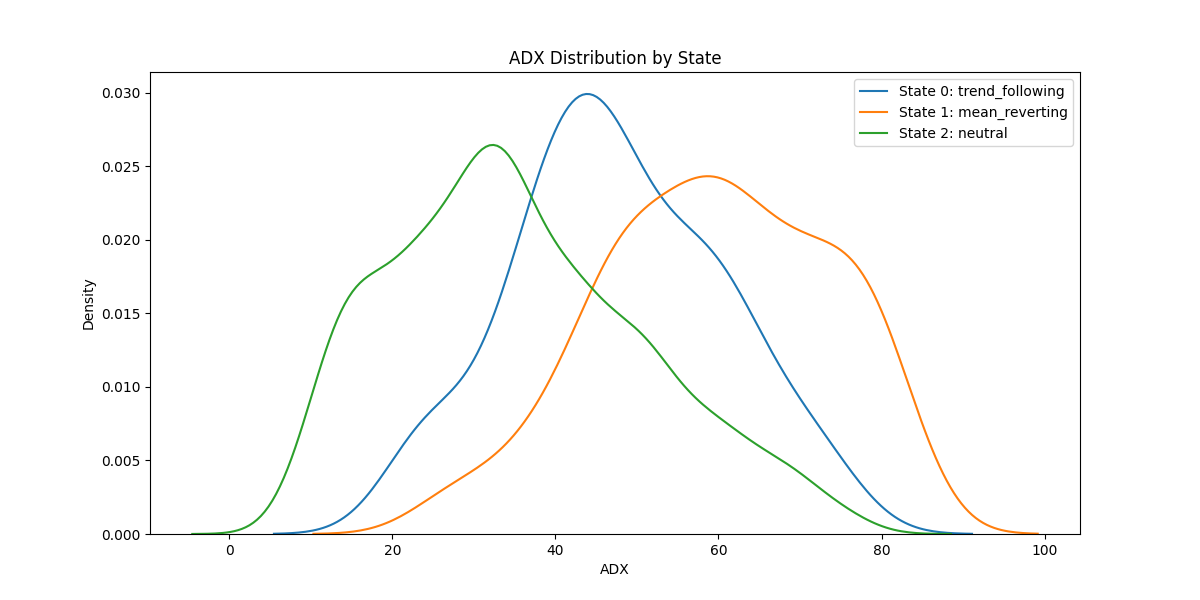 ADX Distribution by State
State 0: trend_following
State 1: mean_reverting
State 2: neutral
0.030
0.025
0.020
0.015
0.010
0.005
0.000
Density
0 20 40 60 80 100
ADX